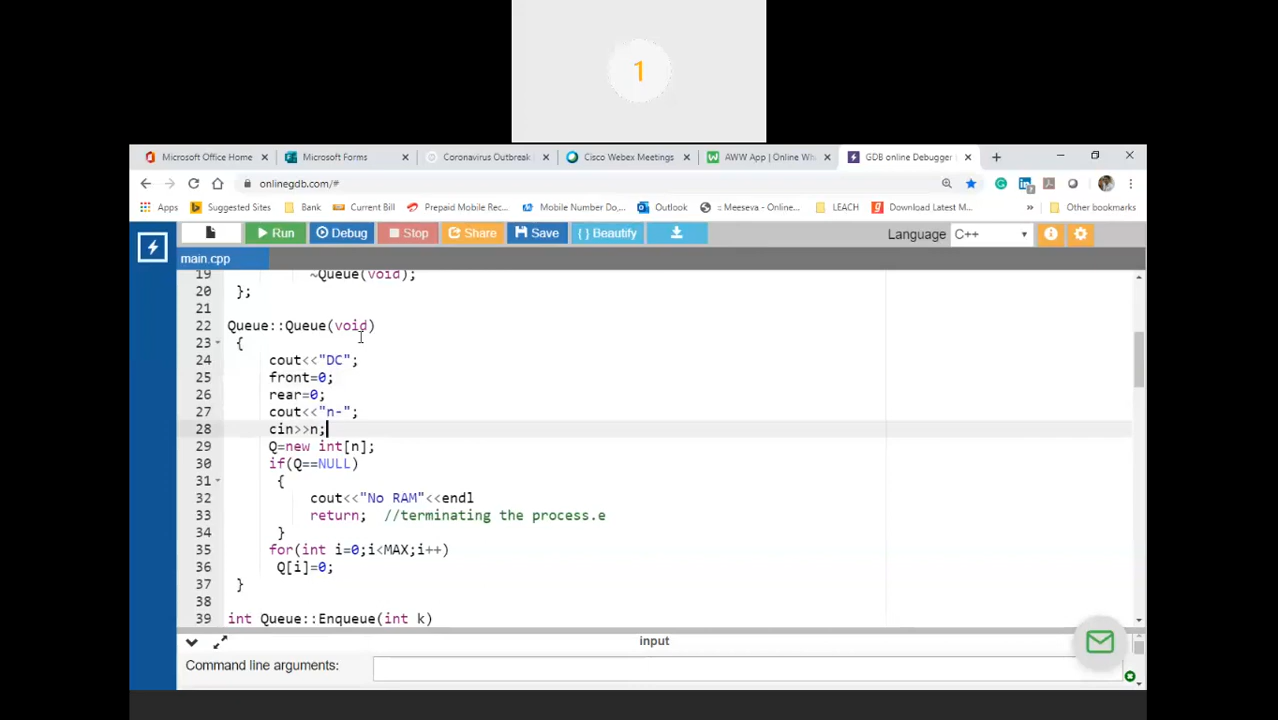 1
Microsoft Office Home
Microsoft Forms
Coronavirus Outbreak
Cisco Webex Meetings
AWW App | Online Wh
GDB online Debugger |
onlinegdb.com/#
Apps
Suggested Sites
Bank
Current Bill
Prepaid Mobile Rec...
Mobile Number Do,...
Outlook
:: Meeseva - Online...
LEACH
Download Latest M...
»
Other bookmarks
Run
Debug
Stop
Share
Save
{ } Beautify
Language C++
main.cpp
19 ~Queue(void);
20 };
21
22 Queue::Queue(void)
23 {
24 cout<<"DC";
25 front=0;
26 rear=0;
27 cout<<"n-";
28 cin>>n;
29 Q=new int[n];
30 if(Q==NULL)
31 {
32 cout<<"No RAM"<<endl
33 return; //terminating the process.e
34 }
35 for(int i=0;i<MAX;i++)
36 Q[i]=0;
37 }
38
39 int Queue::Enqueue(int k)
input
Command line arguments: